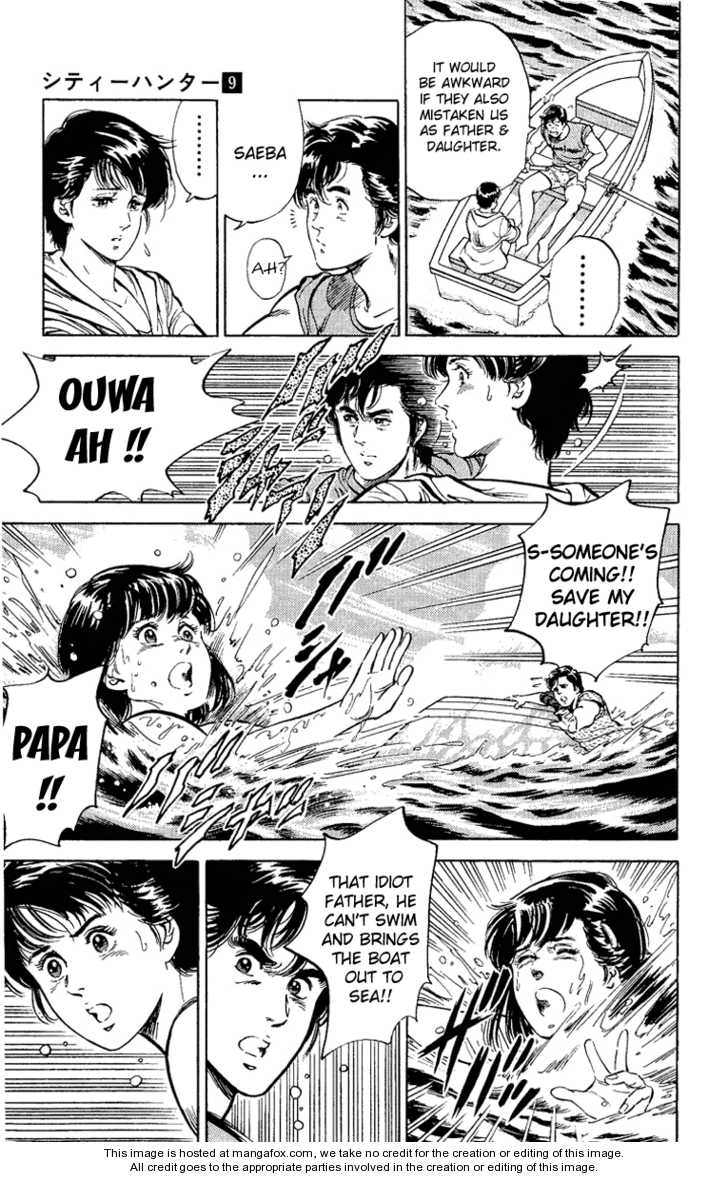 シティーハンター9
IT WOULD
BE AWKWARD
IF THEY ALSO
MISTAKEN US
AS FATHER &
DAUGHTER.
………
SAEBA
...
AH?
………
OUWA
AH !!
S-SOMEONE'S
COMING!!
SAVE MY
DAUGHTER!!
バシャ
PAPA
!!
THAT IDIOT
FATHER, HE
CAN'T SWIM
AND BRINGS
THE BOAT
OUT TO
SEA!!
This image is hosted at mangafox.com, we take no credit for the creation or editing of this image.
All credit goes to the appropriate parties involved in the creation or editing of this image.